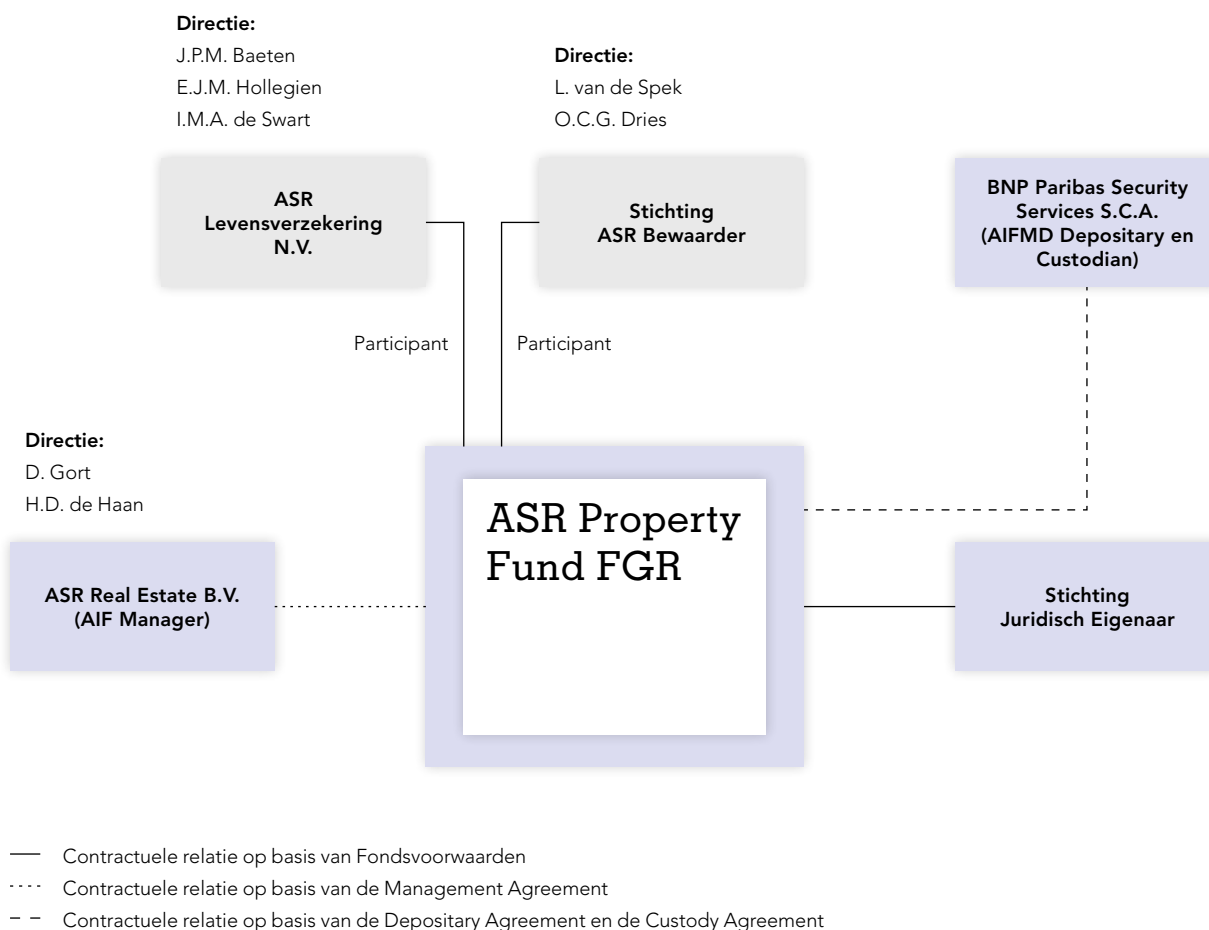 Directie:
J.P.M. Baeten
E.J.M. Hollegien
I.M.A. de Swart
Directie:
L. van de Spek
O.C.G. Dries
ASR
Levensverzekering
N.V.
Stichting
ASR Bewaarder
BNP Paribas Security
Services S.C.A.
(AIFMD Depositary en
Custodian)
Participant
Participant
Directie:
D. Gort
H.D. de Haan
ASR Real Estate B.V.
(AIF Manager)
ASR Property
Fund FGR
Stichting
Juridisch Eigenaar
Contractuele relatie op basis van Fondsvoorwaarden
Contractuele relatie op basis van de Management Agreement
Contractuele relatie op basis van de Depositary Agreement en de Custody Agreement